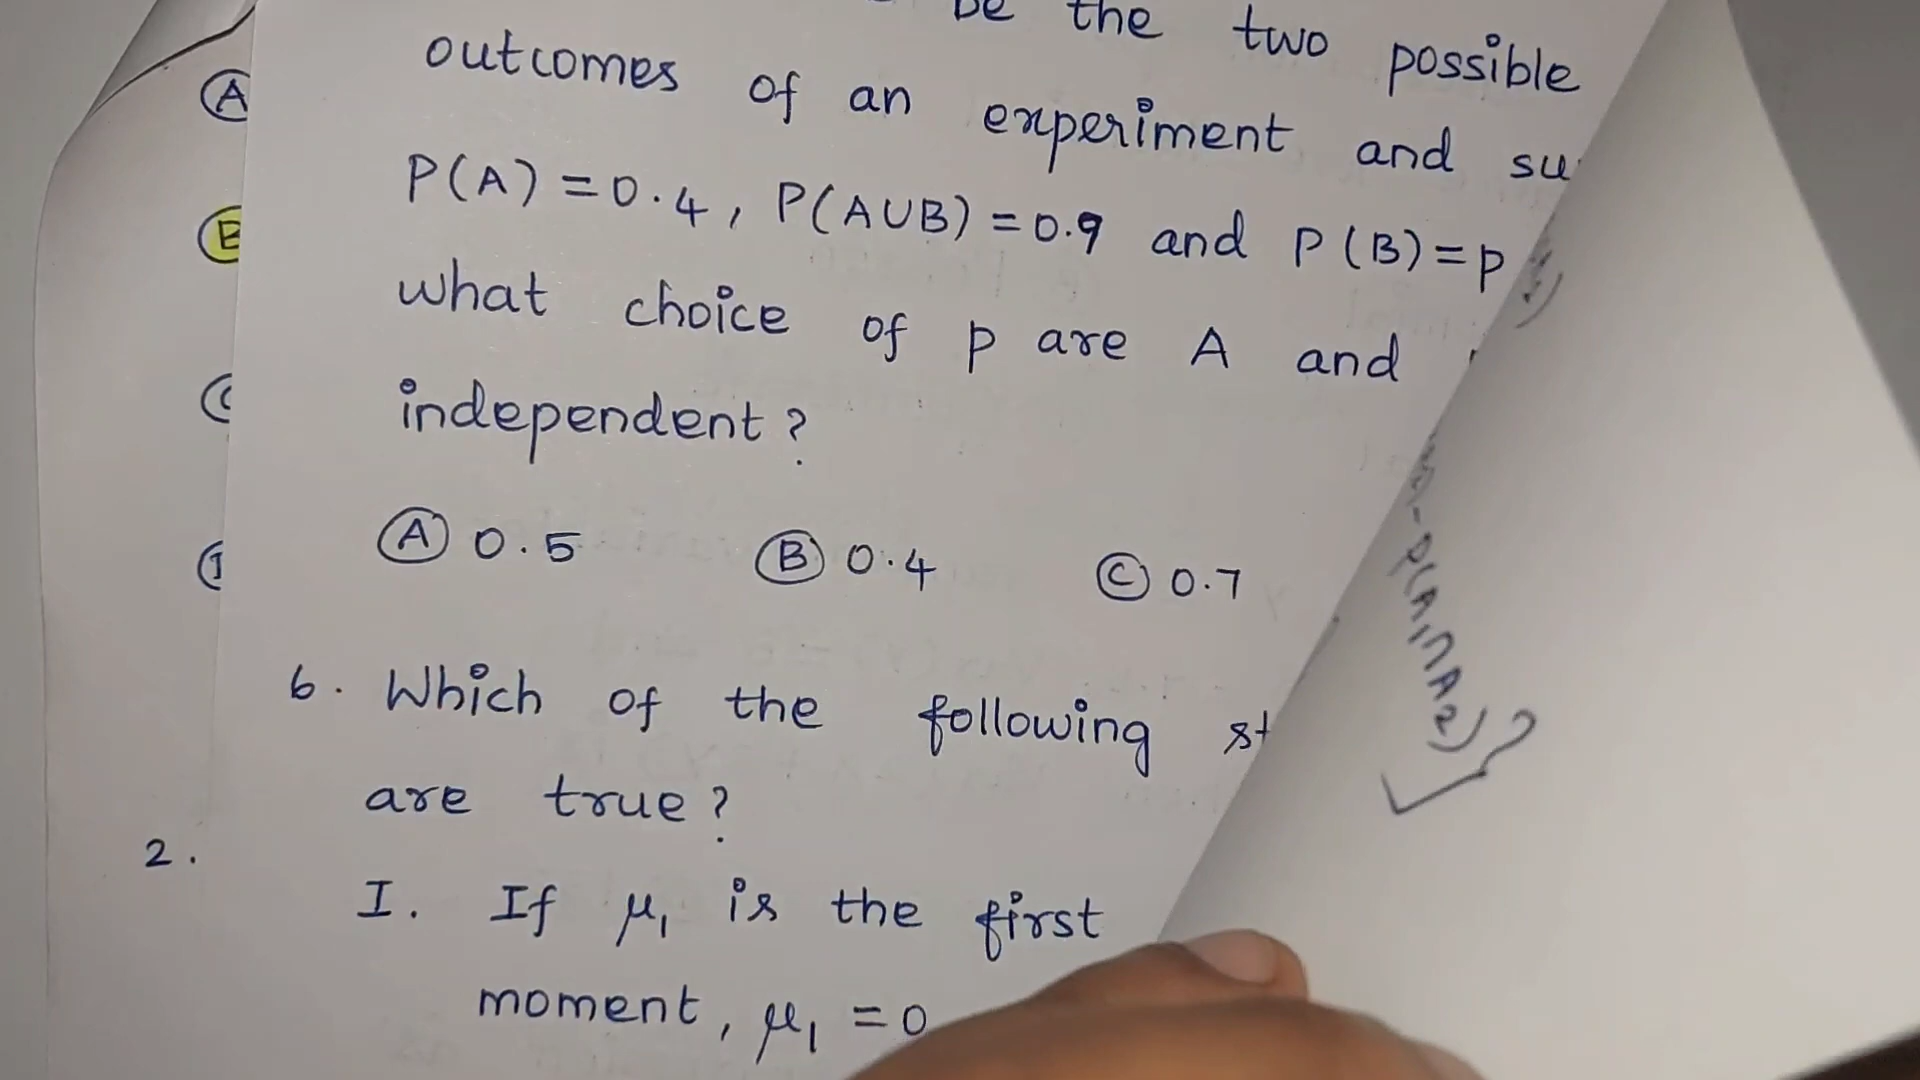 be the two possible
outcomes of an experiment and su
P(A) = 0.4, P(A∪B) = 0.9 and P(B) = p
what choice of p are A and
independent?
Ⓐ 0.5 Ⓑ 0.4 Ⓒ 0.7
6. Which of the following st
are true?
I. If μ₁ is the first
moment, μ₁ = 0
A
B
C
2.
- P(A₁∩A₂)}